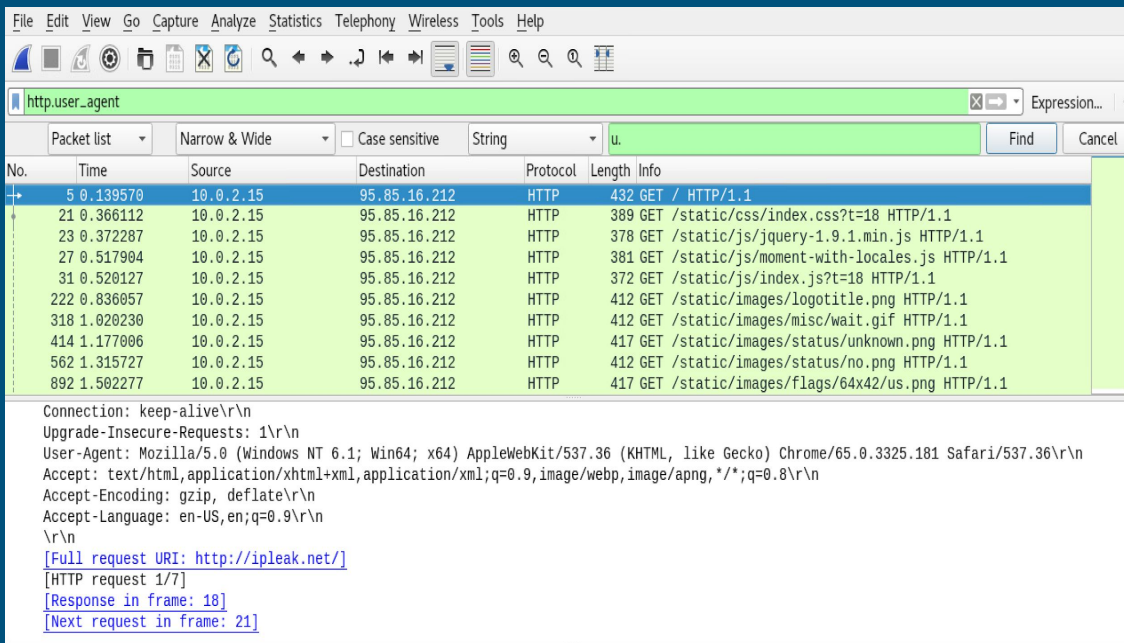 File Edit View Go Capture Analyze Statistics Telephony Wireless Tools Help
http.user_agent Expression...
Packet list Narrow & Wide Case sensitive String u. Find Cancel
No. Time Source Destination Protocol Length Info
5 0.139570 10.0.2.15 95.85.16.212 HTTP 432 GET / HTTP/1.1
21 0.366112 10.0.2.15 95.85.16.212 HTTP 389 GET /static/css/index.css?t=18 HTTP/1.1
23 0.372287 10.0.2.15 95.85.16.212 HTTP 378 GET /static/js/jquery-1.9.1.min.js HTTP/1.1
27 0.517904 10.0.2.15 95.85.16.212 HTTP 381 GET /static/js/moment-with-locales.js HTTP/1.1
31 0.520127 10.0.2.15 95.85.16.212 HTTP 372 GET /static/js/index.js?t=18 HTTP/1.1
222 0.836057 10.0.2.15 95.85.16.212 HTTP 412 GET /static/images/logotitle.png HTTP/1.1
318 1.020230 10.0.2.15 95.85.16.212 HTTP 412 GET /static/images/misc/wait.gif HTTP/1.1
414 1.177006 10.0.2.15 95.85.16.212 HTTP 417 GET /static/images/status/unknown.png HTTP/1.1
562 1.315727 10.0.2.15 95.85.16.212 HTTP 412 GET /static/images/status/no.png HTTP/1.1
892 1.502277 10.0.2.15 95.85.16.212 HTTP 417 GET /static/images/flags/64x42/us.png HTTP/1.1
Connection: keep-alive\r\n
Upgrade-Insecure-Requests: 1\r\n
User-Agent: Mozilla/5.0 (Windows NT 6.1; Win64; x64) AppleWebKit/537.36 (KHTML, like Gecko) Chrome/65.0.3325.181 Safari/537.36\r\n
Accept: text/html,application/xhtml+xml,application/xml;q=0.9,image/webp,image/apng,*/*;q=0.8\r\n
Accept-Encoding: gzip, deflate\r\n
Accept-Language: en-US,en;q=0.9\r\n
\r\n
[Full request URI: http://ipleak.net/]
[HTTP request 1/7]
[Response in frame: 18]
[Next request in frame: 21]